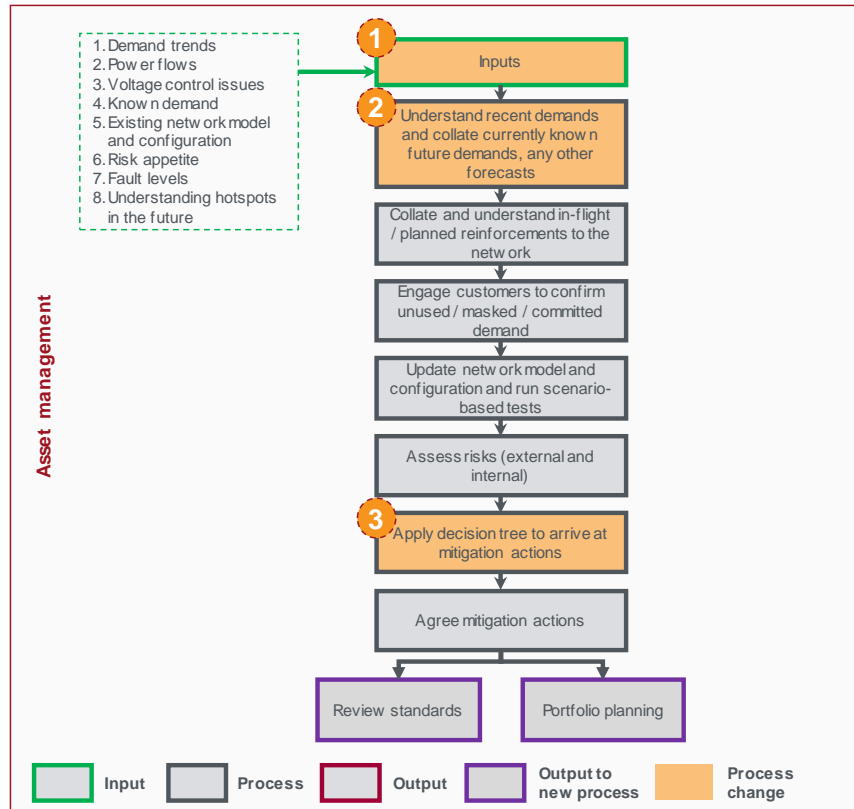 1. Demand trends
2. Power flows
3. Voltage control issues
4. Known demand
5. Existing network model
and configuration
6. Risk appetite
7. Fault levels
8. Understanding hotspots
in the future
1
Inputs
2
Understand recent demands
and collate currently known
future demands, any other
forecasts
Collate and understand in-flight
/ planned reinforcements to the
network
Engage customers to confirm
unused / masked / committed
demand
Update network model and
configuration and run scenario-
based tests
Assess risks (external and
internal)
3
Apply decision tree to arrive at
mitigation actions
Agree mitigation actions
Review standards
Portfolio planning
Asset management
Input
Process
Output
Output to
new process
Process
change